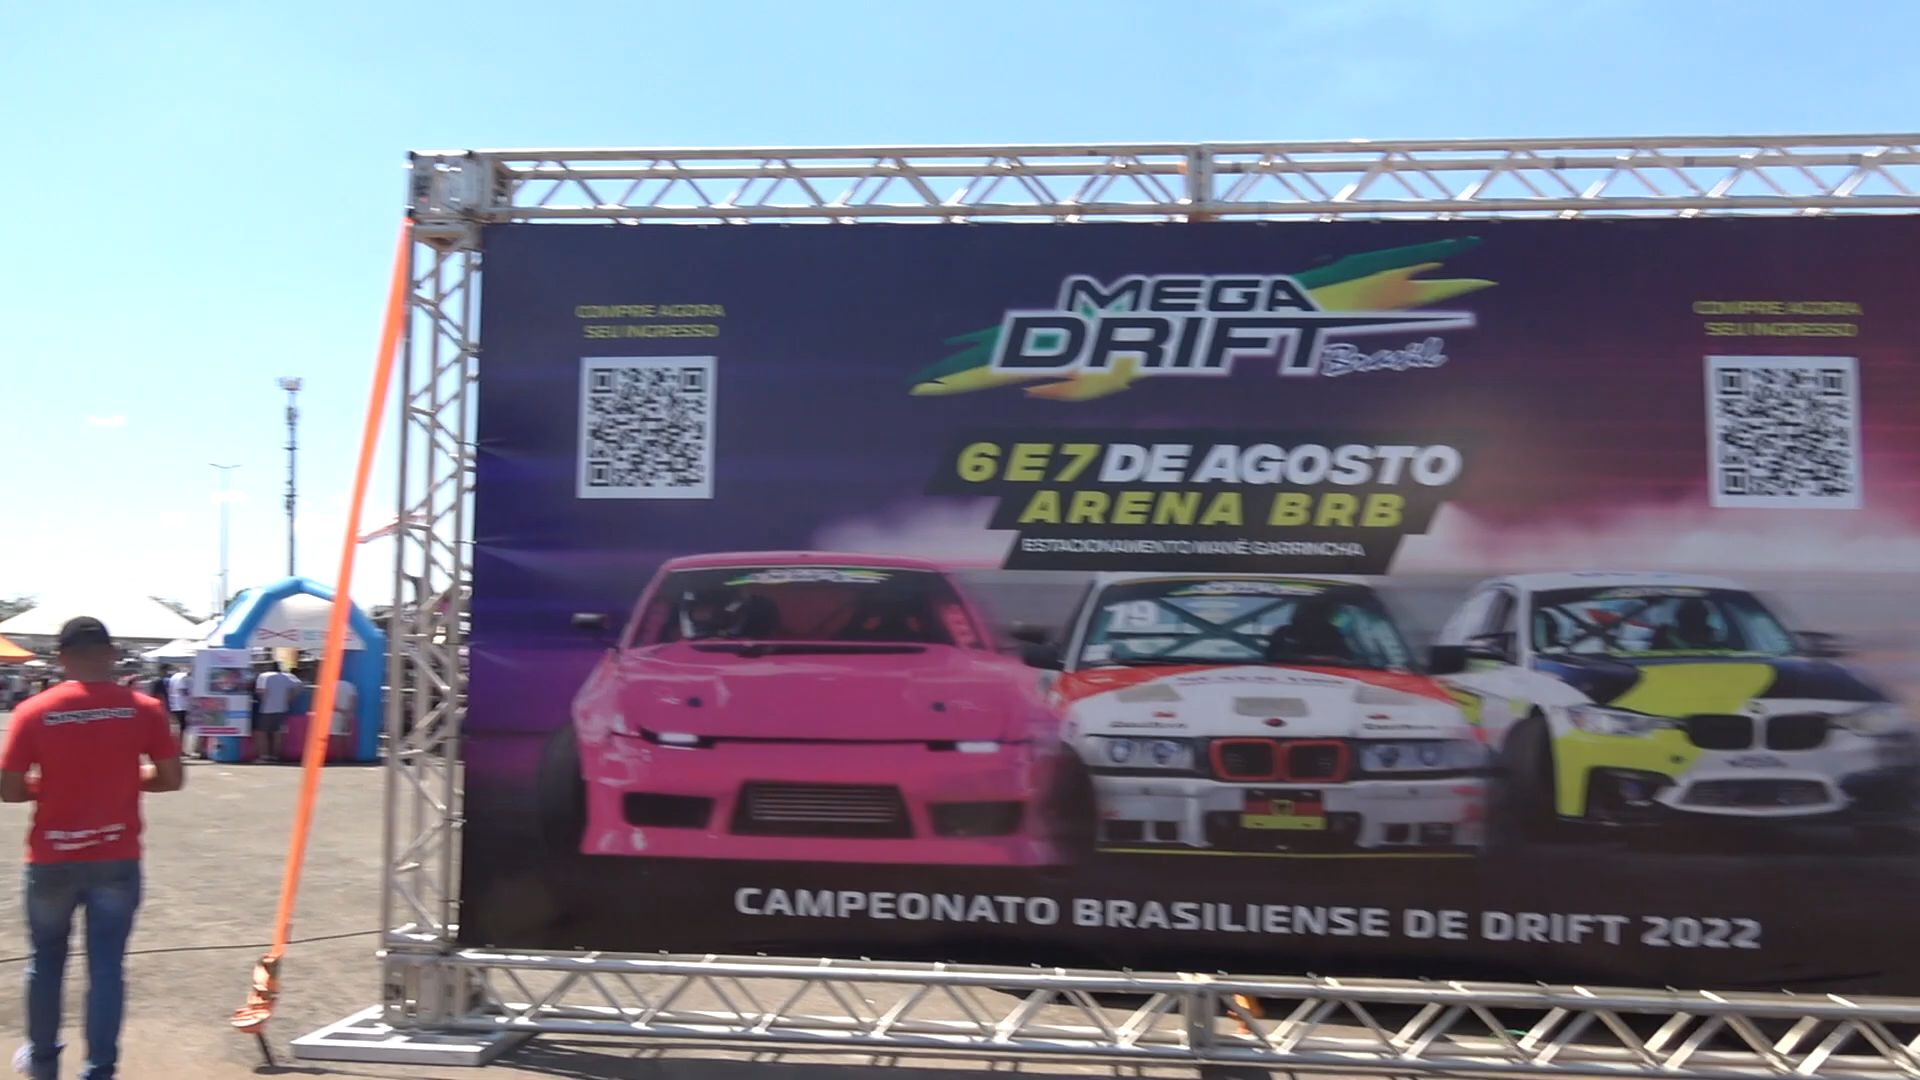 COMPRE AGORA
SEU INGRESSO
MEGA
DRIFT
Brasil
COMPRE AGORA
SEU INGRESSO
6 E 7 DE AGOSTO
ARENA BRB
ESTACIONAMENTO MANÉ GARRINCHA
19
CAMPEONATO BRASILIENSE DE DRIFT 2022